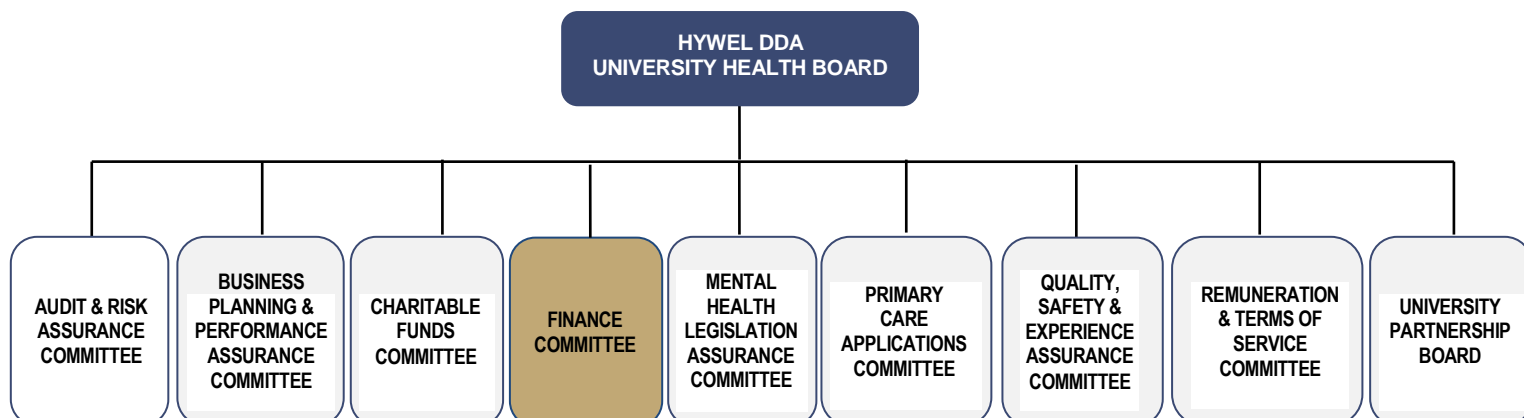 HYWEL DDA
UNIVERSITY HEALTH BOARD
AUDIT & RISK
ASSURANCE
COMMITTEE
BUSINESS
PLANNING &
PERFORMANCE
ASSURANCE
COMMITTEE
CHARITABLE
FUNDS
COMMITTEE
FINANCE
COMMITTEE
MENTAL
HEALTH
LEGISLATION
ASSURANCE
COMMITTEE
PRIMARY
CARE
APPLICATIONS
COMMITTEE
QUALITY,
SAFETY &
EXPERIENCE
ASSURANCE
COMMITTEE
REMUNERATION
& TERMS OF
SERVICE
COMMITTEE
UNIVERSITY
PARTNERSHIP
BOARD